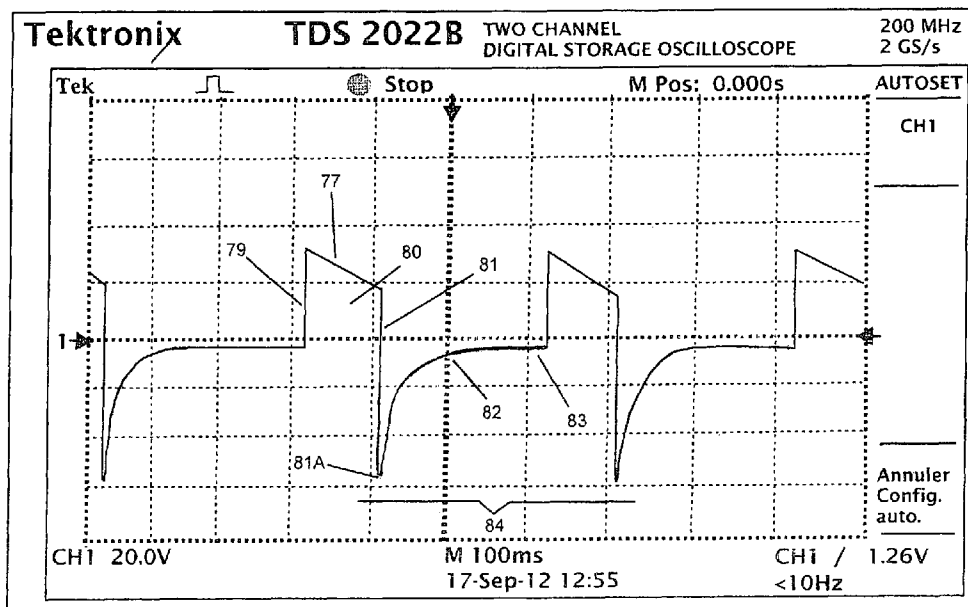 Tektronix TDS 2022B TWO CHANNEL DIGITAL STORAGE OSCILLOSCOPE 200 MHz 2 GS/s
Tek Stop M Pos: 0.000s AUTOSET
CH1
77
79
80
81
1
82
83
81A
84
Annuler
Config.
auto.
CH1 20.0V M 100ms CH1 / 1.26V
17-Sep-12 12:55 <10Hz